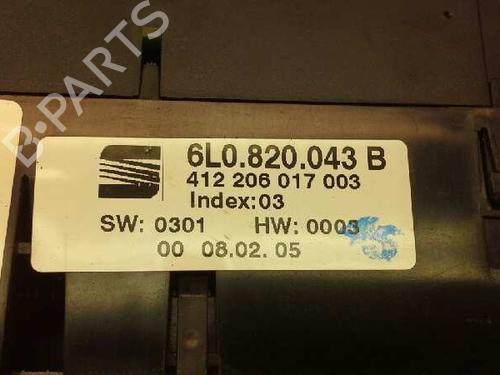 B-PARTS
6L0.820.043 B
412 206 017 003
Index:03
SW: 0301 HW: 0003
00 08.02. 05